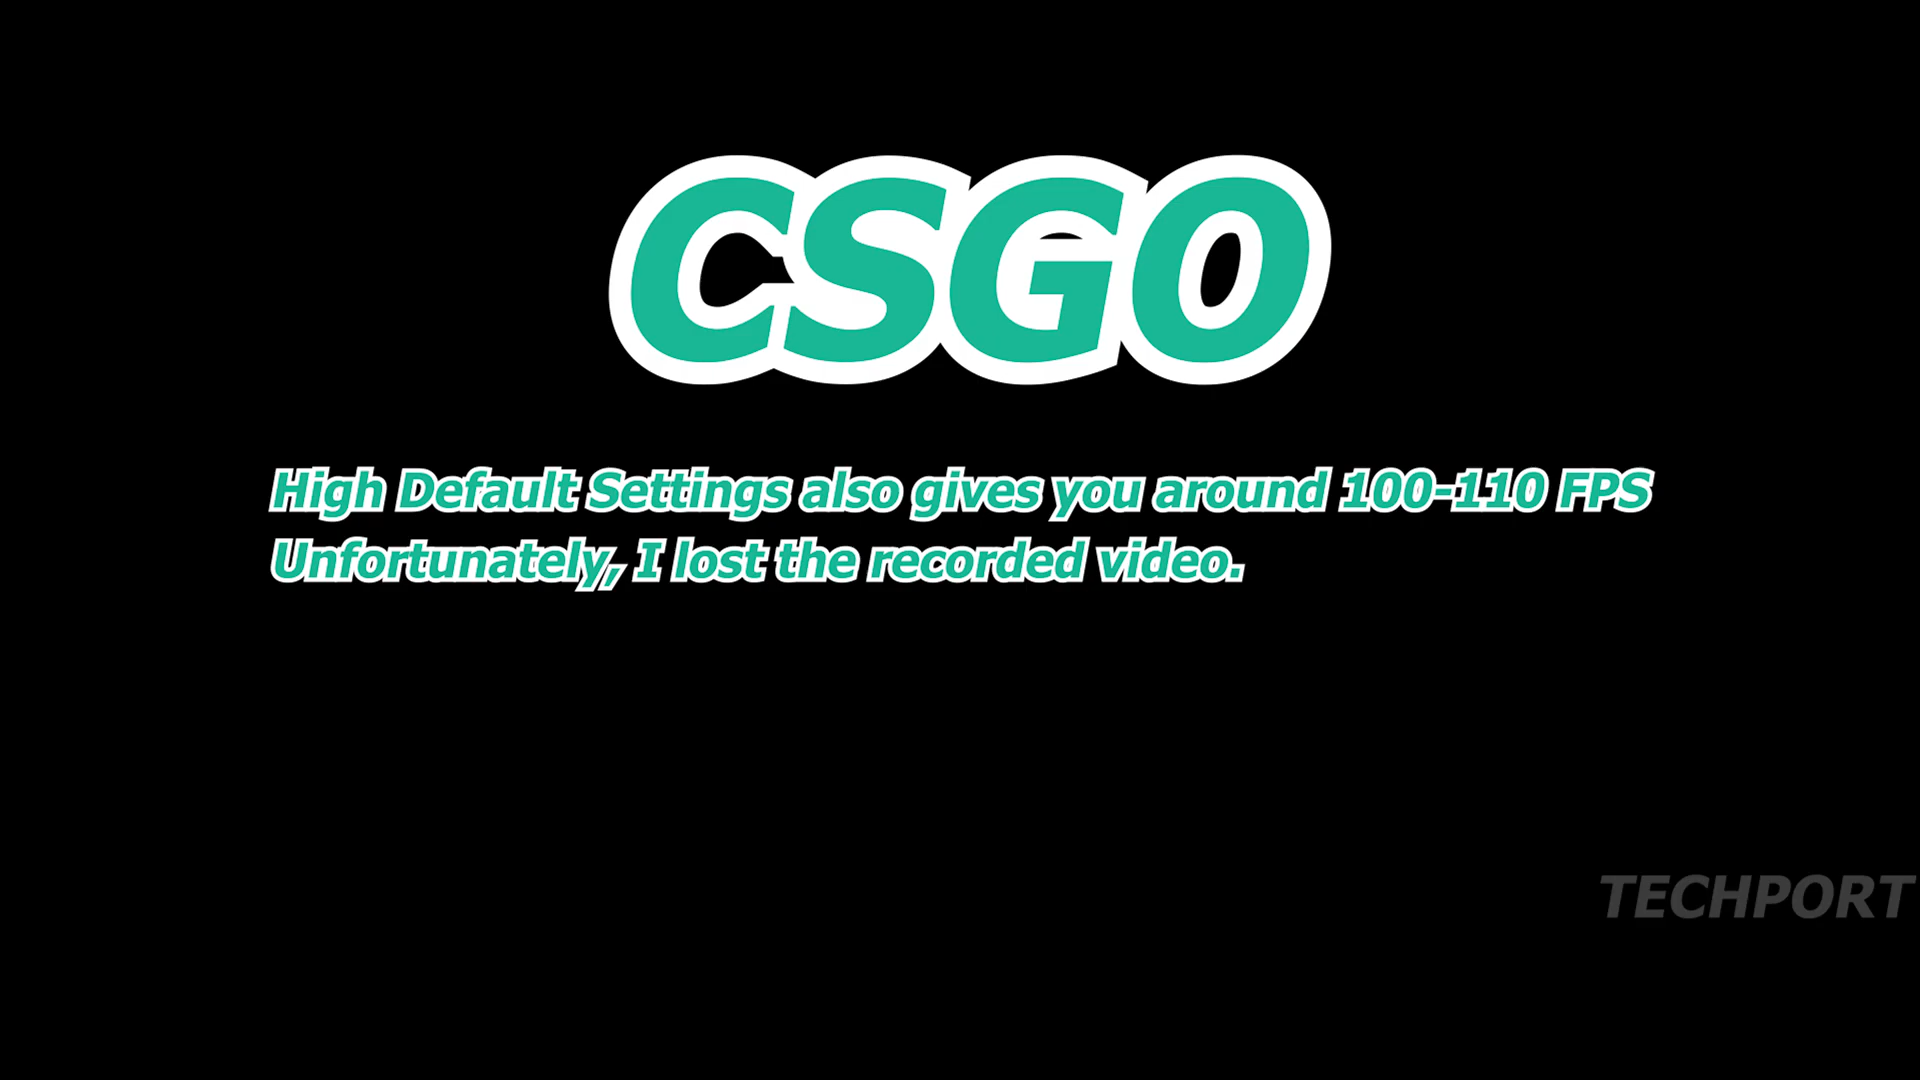 CSGO
High Default Settings also gives you around 100-110 FPS
Unfortunately, I lost the recorded video.
TECHPORT